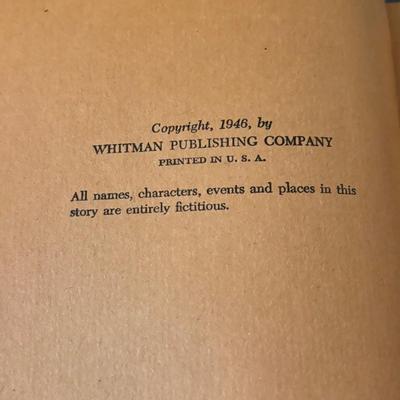 Copyright, 1946, by
WHITMAN PUBLISHING COMPANY
PRINTED IN U. S. A.
All names, characters, events and places in this
story are entirely fictitious.